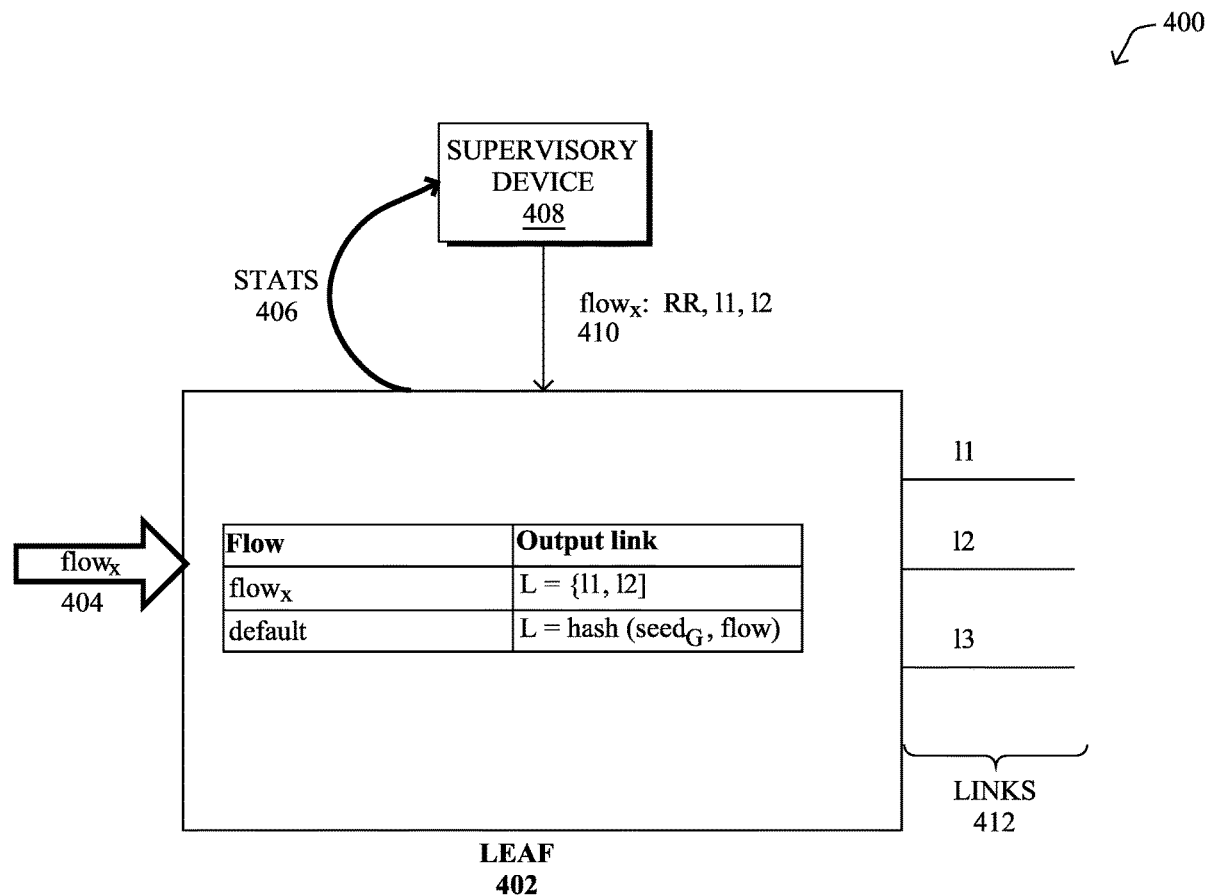 400
SUPERVISORY
DEVICE
408
STATS
406
flowx: RR, l1, l2
410
l1
l2
l3
flowx
404
Flow Output link
flowx L = {l1, l2]
default L = hash (seedG, flow)
LINKS
412
LEAF
402